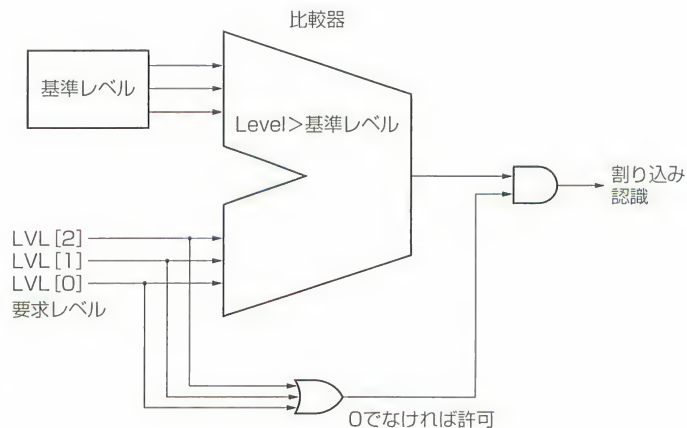 比較器
基準レベル
Level>基準レベル
割り込み
認識
LVL[2]
LVL[1]
LVL[0]
要求レベル
0でなければ許可